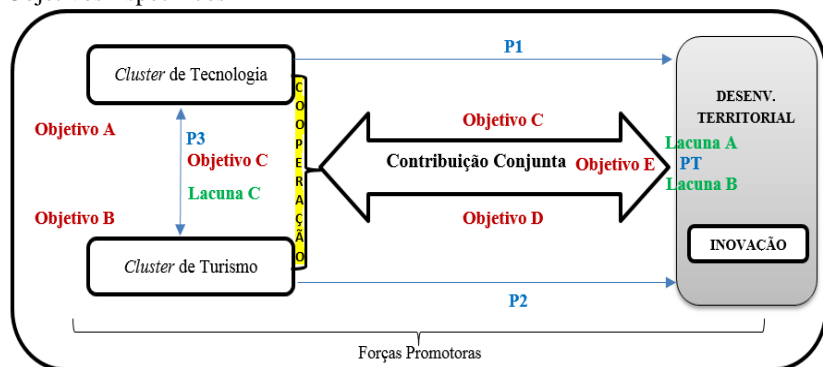 P1
Cluster de Tecnologia
DESENV.
TERRITORIAL
COOPERAÇÃO
Objetivo A
P3
Objetivo C
Lacuna C
Objetivo B
Objetivo C
Contribuição Conjunta
Objetivo E
Objetivo D
Lacuna A
PT
Lacuna B
INOVAÇÃO
Cluster de Turismo
P2
Forças Promotoras